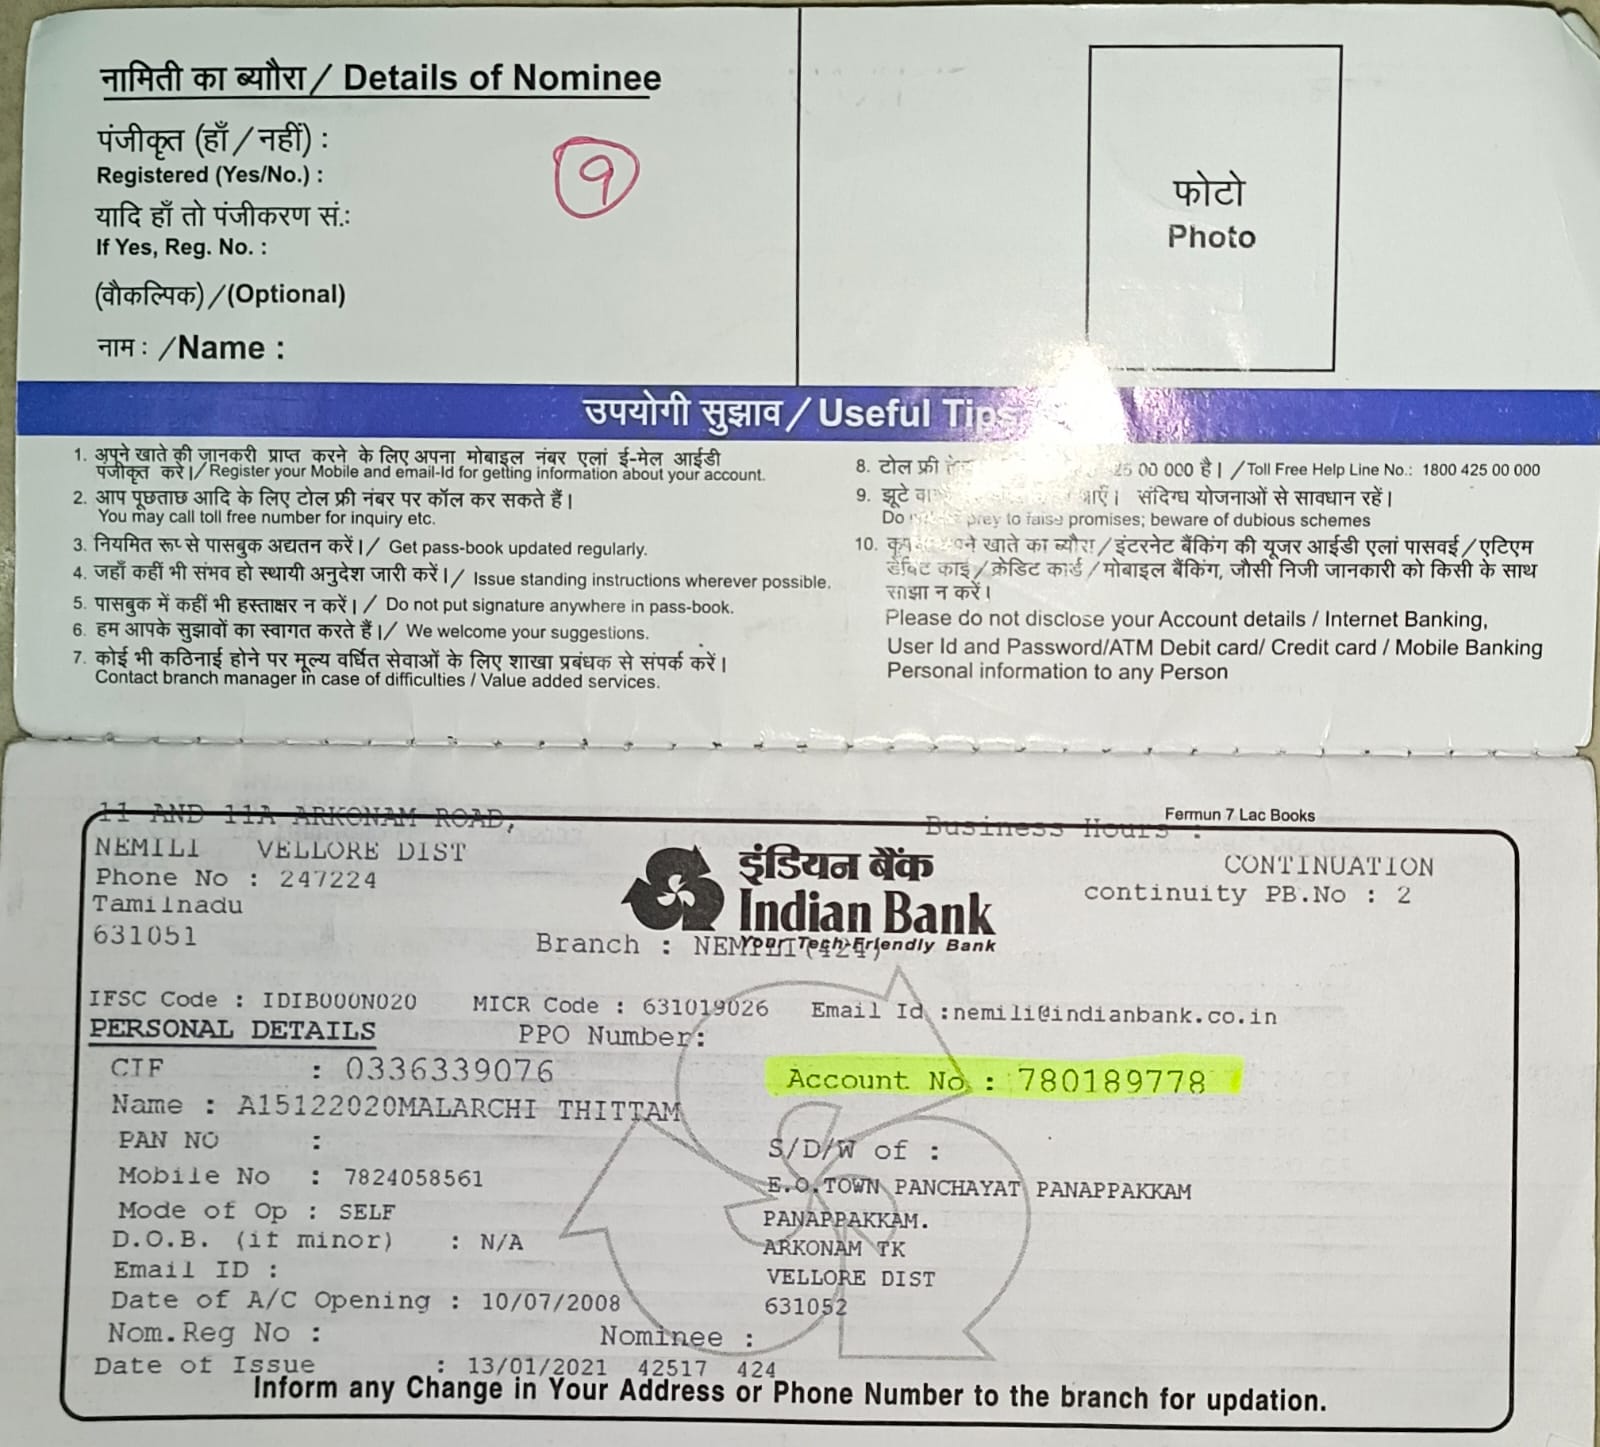 नामिती का ब्यौरा / Details of Nominee
पंजीकृत (हाँ / नहीं) :
Registered (Yes/No.) :
यादि हाँ तो पंजीकरण सं.:
If Yes, Reg. No. :
(वौकल्पिक) / (Optional)
नाम : / Name :
9
फोटो
Photo
उपयोगी सुझाव / Useful Tips
1. अपूने खाते की जानकरी प्राप्त करने के लिए अपना मोबाइल नंबर एलां ई-मेल आईडी
पंजीकृत करें। / Register your Mobile and email-Id for getting information about your account.
2. आप पूछताछ आदि के लिए टोल फ्री नंबर पर कॉल कर सकते हैं।
You may call toll free number for inquiry etc.
3. नियमित रूप से पासबुक अद्यतन करें। / Get pass-book updated regularly.
4. जहाँ कहीं भी संभव हो स्थायी अनुदेश जारी करें। / Issue standing instructions wherever possible.
5. पासबुक में कहीं भी हस्ताक्षर न करें। / Do not put signature anywhere in pass-book.
6. हम आपके सुझावों का स्वागत करते हैं। / We welcome your suggestions.
7. कोई भी कठिनाई होने पर मूल्य वर्धित सेवाओं के लिए शाखा प्रबंधक से संपर्क करें।
Contact branch manager in case of difficulties / Value added services.
8. टोल फ्री 25 00 000 है। / Toll Free Help Line No.: 1800 425 00 000
9. झूटे संदिग्ध योजनाओं से सावधान रहें।
Do prey to false promises; beware of dubious schemes
10. खाते का ब्यौरा / इंटरनेट बैंकिग की यूजर आईडी एलां पासवई / एटिएम
डेबिट काई / क्रेडिट कार्ड / मोबाइल बैंकिंग, जौसी निजी जानकारी को किसी के साथ
साझा न करें।
Please do not disclose your Account details / Internet Banking,
User Id and Password/ATM Debit card/ Credit card / Mobile Banking
Personal information to any Person
Fermun 7 Lac Books
11 AND 11A ARKONAM ROAD,
Business Hours :
NEMILI VELLORE DIST
Phone No : 247224
Tamilnadu
631051
इंडियन बैंक
Indian Bank
Your Tech-Friendly Bank
CONTINUATION
continuity PB.No : 2
Branch : NEMILI(424)
IFSC Code : IDIB000N020 MICR Code : 631019026 Email Id :nemili@indianbank.co.in
PERSONAL DETAILS PPO Number:
CIF : 0336339076 Account No : 780189778
Name : A15122020MALARCHI THITTAM
PAN NO :
S/D/W of :
Mobile No : 7824058561
E.O.TOWN PANCHAYAT PANAPPAKKAM
Mode of Op : SELF
PANAPPAKKAM.
D.O.B. (if minor) : N/A
ARKONAM TK
Email ID :
VELLORE DIST
Date of A/C Opening : 10/07/2008
631052
Nom.Reg No : Nominee :
Date of Issue : 13/01/2021 42517 424
Inform any Change in Your Address or Phone Number to the branch for updation.